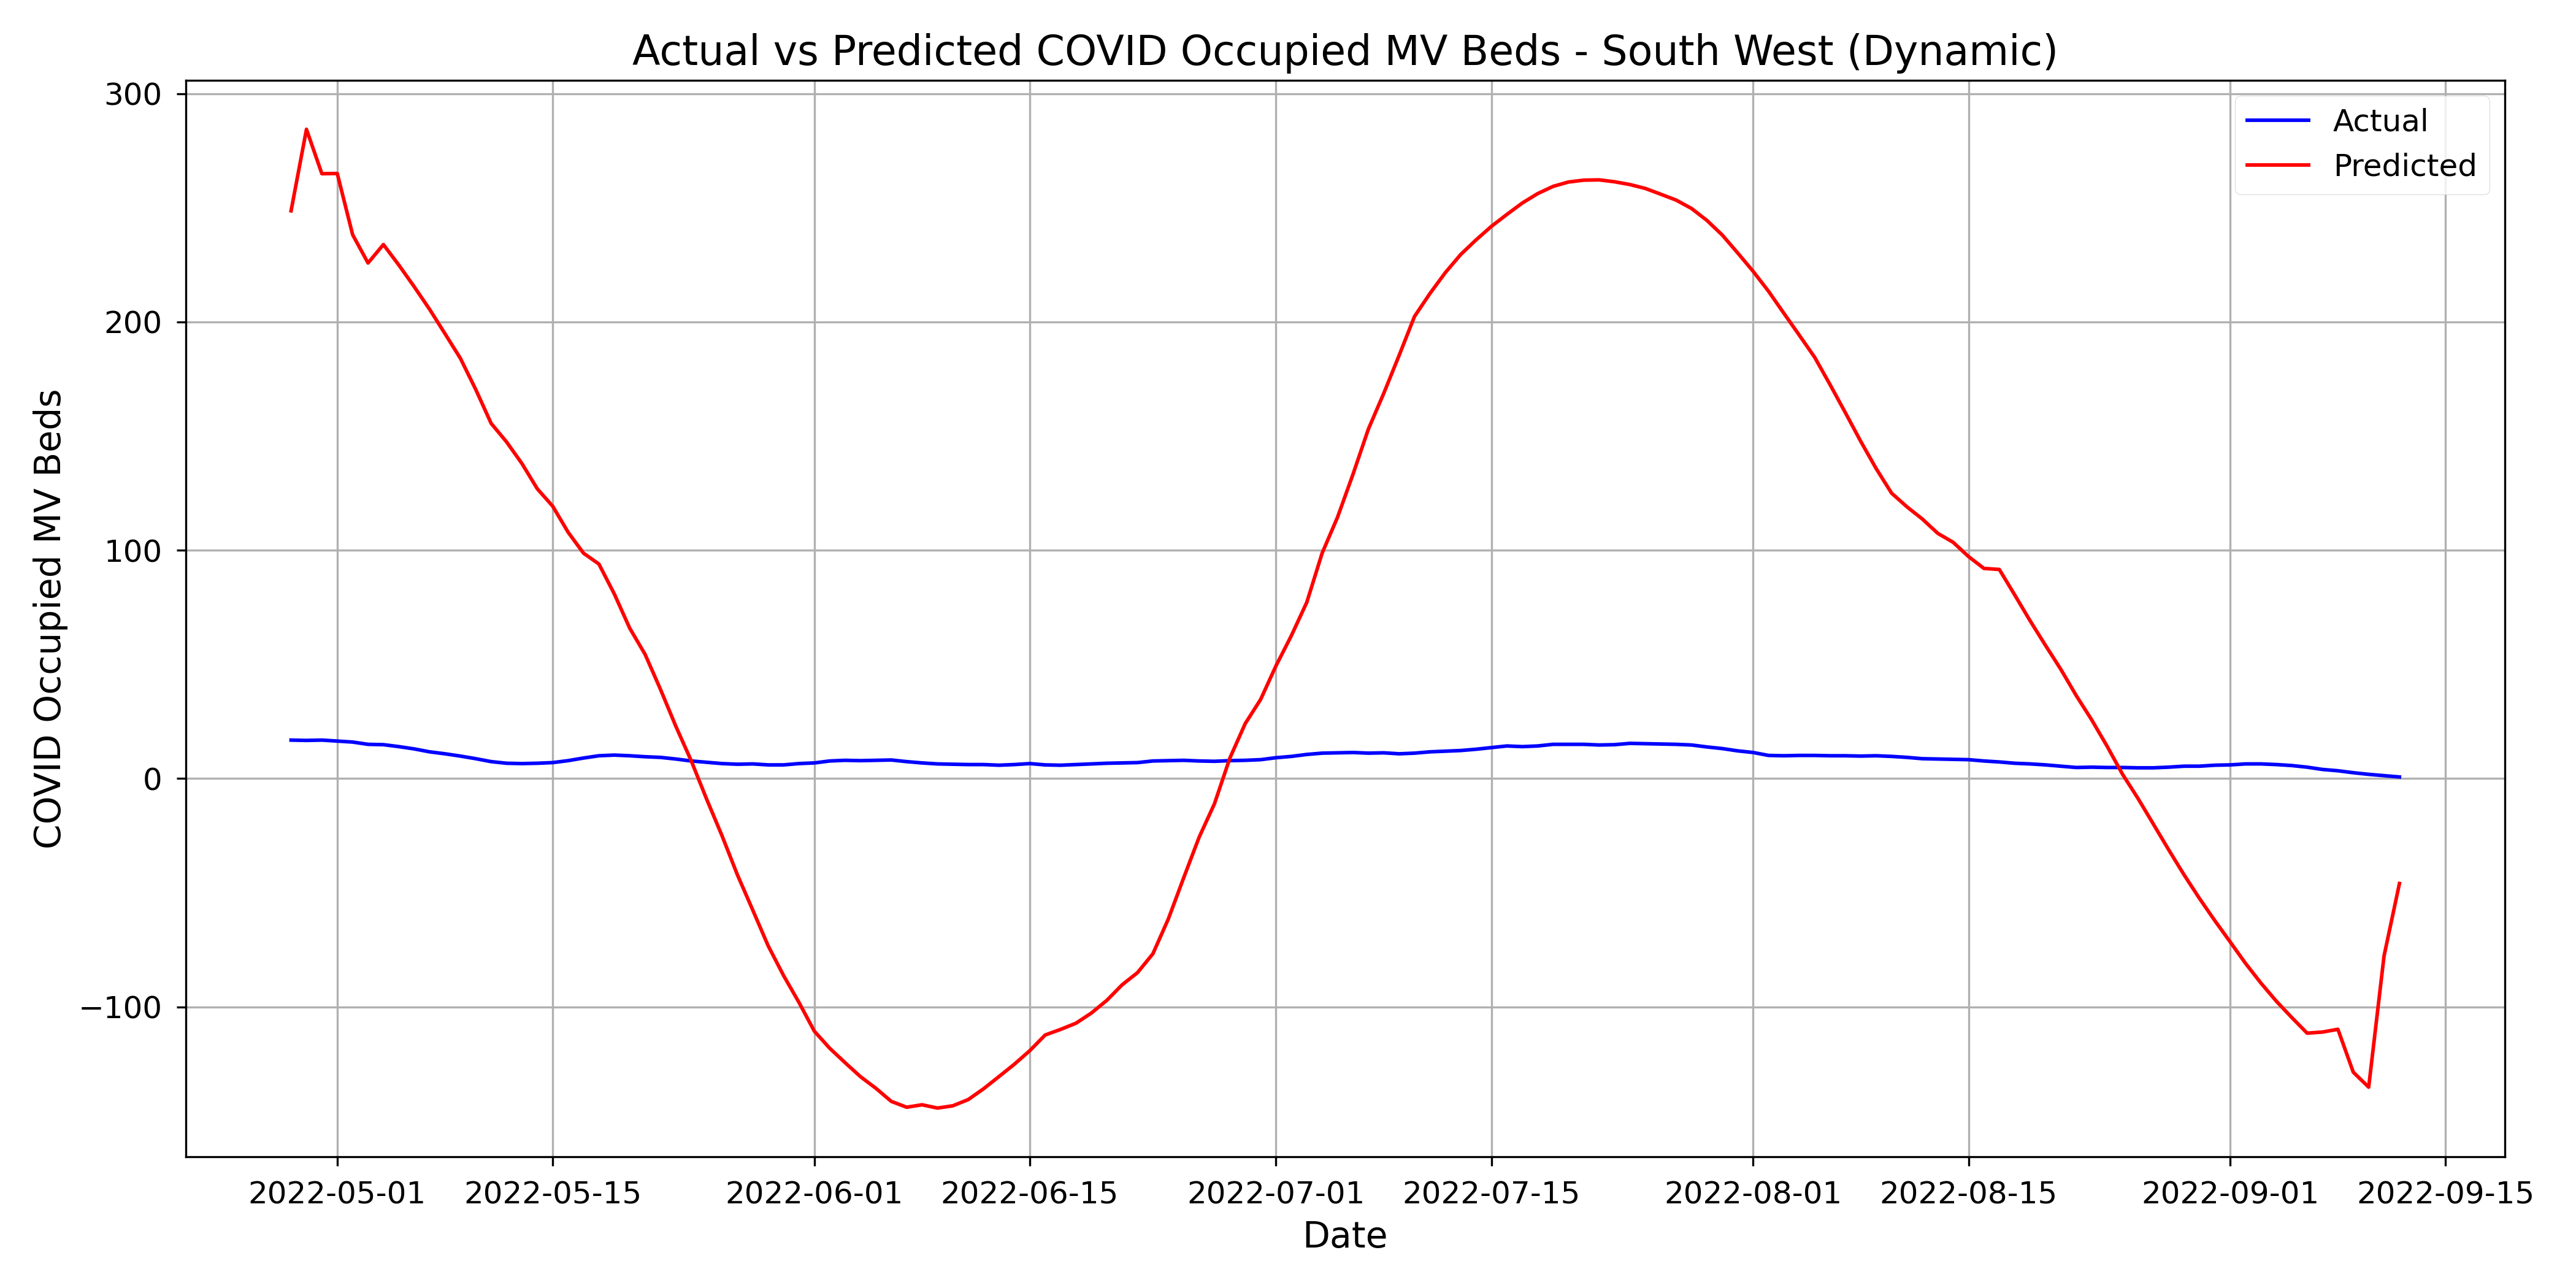 Actual vs Predicted COVID Occupied MV Beds - South West (Dynamic)
300
200
100
0
−100
COVID Occupied MV Beds
Actual
Predicted
2022-05-01 2022-05-15 2022-06-01 2022-06-15 2022-07-01 2022-07-15 2022-08-01 2022-08-15 2022-09-01 2022-09-15
Date